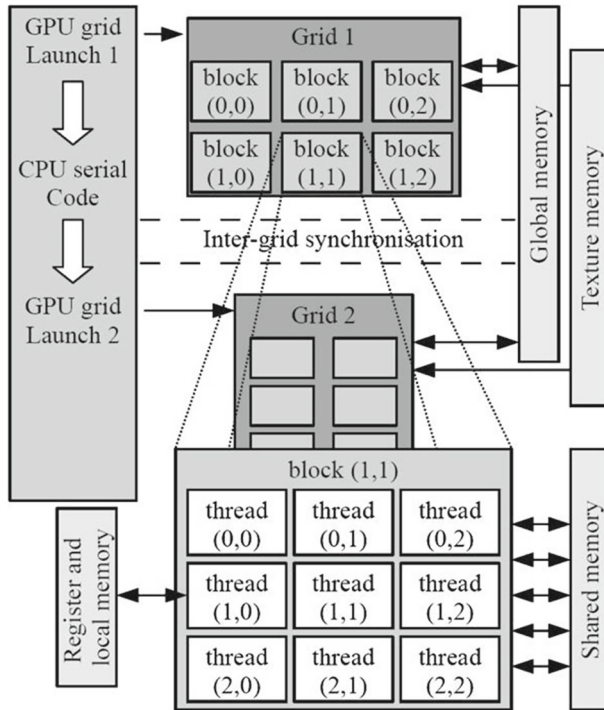 GPU grid
Launch 1
CPU serial
Code
GPU grid
Launch 2
Grid 1
block
(0,0)
block
(0,1)
block
(0,2)
block
(1,0)
block
(1,1)
block
(1,2)
Inter-grid synchronisation
Grid 2
Global memory
Texture memory
block (1,1)
thread
(0,0)
thread
(0,1)
thread
(0,2)
thread
(1,0)
thread
(1,1)
thread
(1,2)
thread
(2,0)
thread
(2,1)
thread
(2,2)
Register and
local memory
Shared memory